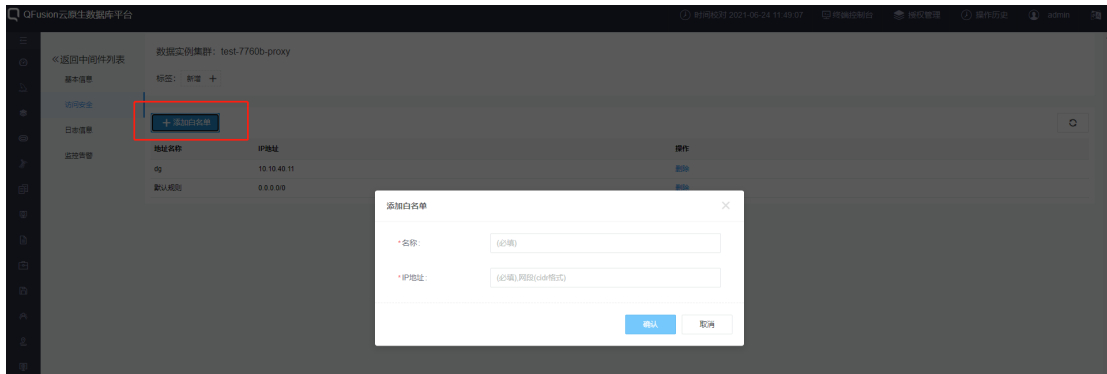 QFusion云原生数据库平台
时间校对 2021-06-24 11:49:07 终端控制台 授权管理 操作历史 admin
≪返回中间件列表
基本信息
访问安全
日志信息
监控告警
数据实例集群：test-7760b-proxy
标签： 新增 +
+ 添加白名单
地址名称 IP地址 操作
dg 10.10.40.11 删除
默认规则 0.0.0.0/0 删除
添加白名单
*名称: (必填)
*IP地址: (必填),网段(cidr格式)
确认 取消